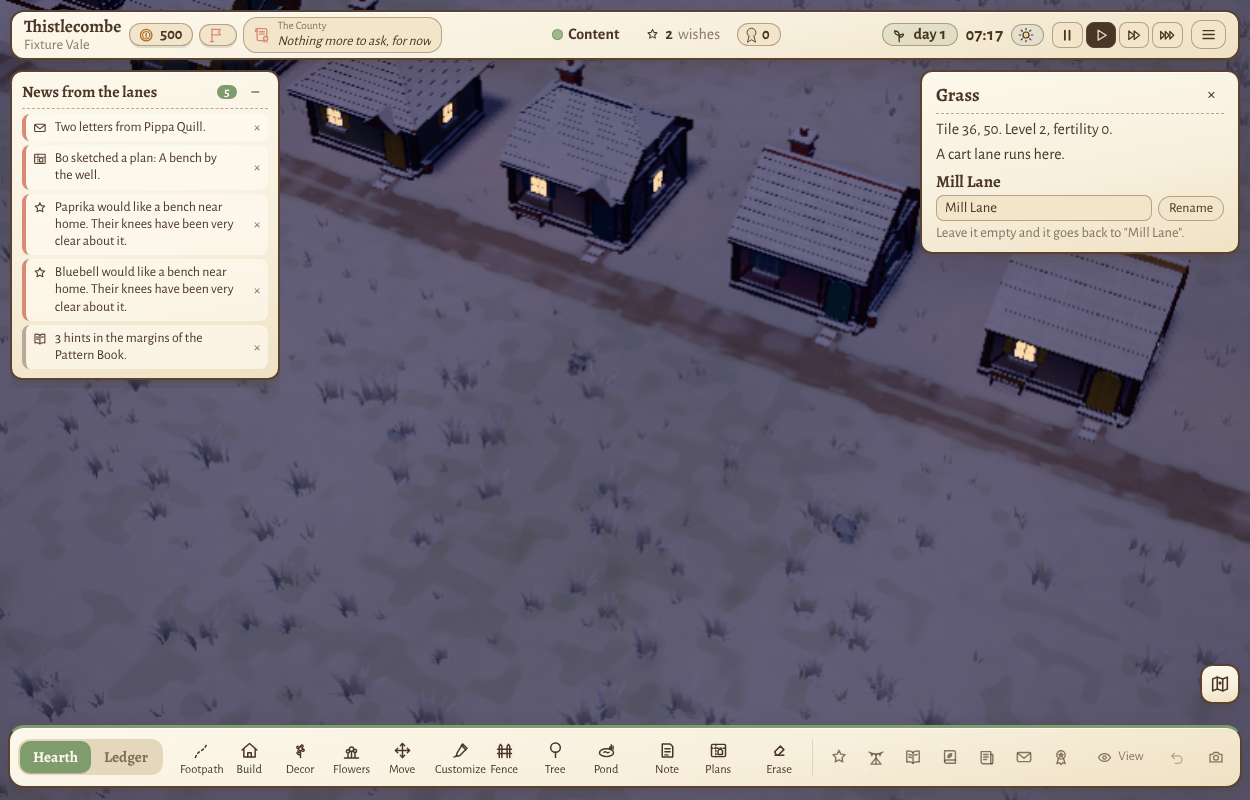 Thistlecombe
Fixture Vale
500
The County
Nothing more to ask, for now
Content
2 wishes
0
day 1
07:17
News from the lanes
5
Two letters from Pippa Quill.
Bo sketched a plan: A bench by
the well.
Paprika would like a bench near
home. Their knees have been very
clear about it.
Bluebell would like a bench near
home. Their knees have been very
clear about it.
3 hints in the margins of the
Pattern Book.
Grass
Tile 36, 50. Level 2, fertility 0.
A cart lane runs here.
Mill Lane
Mill Lane
Rename
Leave it empty and it goes back to "Mill Lane".
Hearth
Ledger
Footpath
Build
Decor
Flowers
Move
Customize
Fence
Tree
Pond
Note
Plans
Erase
View